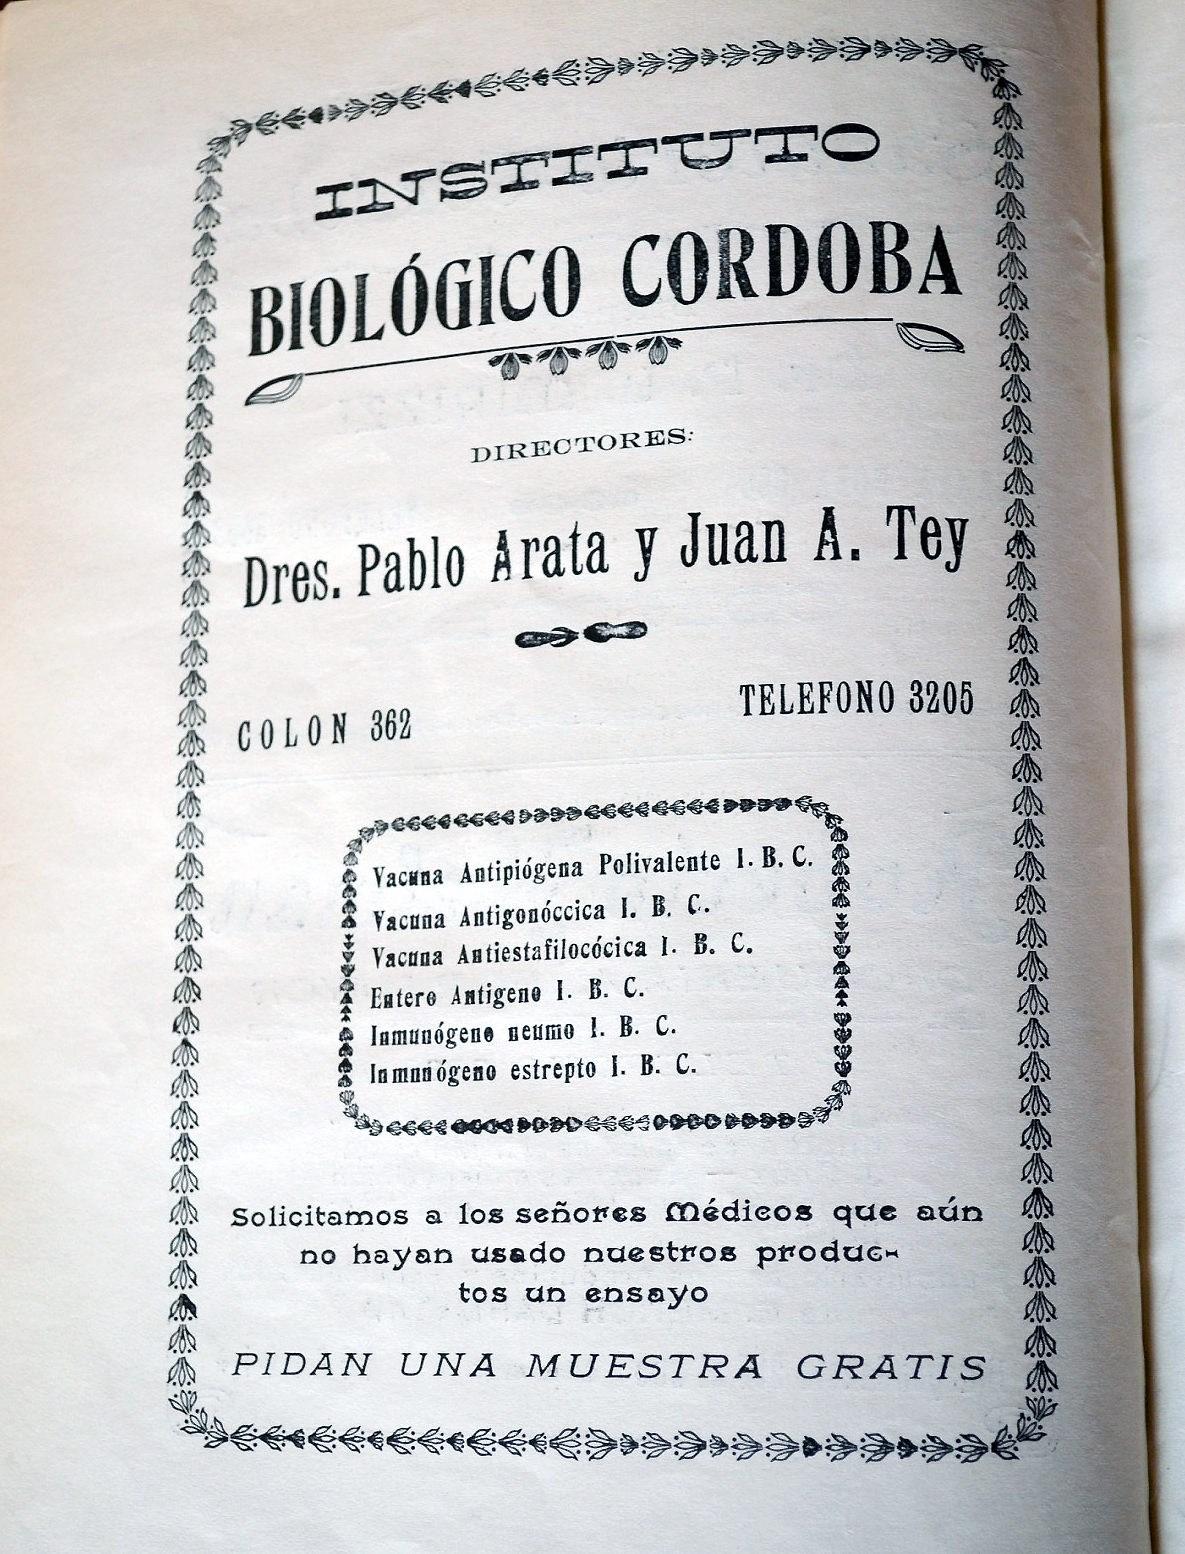 INSTITUTO
BIOLÓGICO CORDOBA
DIRECTORES:
Dres. Pablo Arata y Juan A. Tey
COLON 362
TELEFONO 3205
Vacuna Antipiógena Polivalente I. B. C.
Vacuna Antigonóccica I. B. C.
Vacuna Antiestafilocócica I. B. C.
Entero Antigeno I. B. C.
Inmunógeno neumo I. B. C.
Inmunógeno estrepto I. B. C.
Solicitamos a los señores Médicos que aún
no hayan usado nuestros produc-
tos un ensayo
PIDAN UNA MUESTRA GRATIS